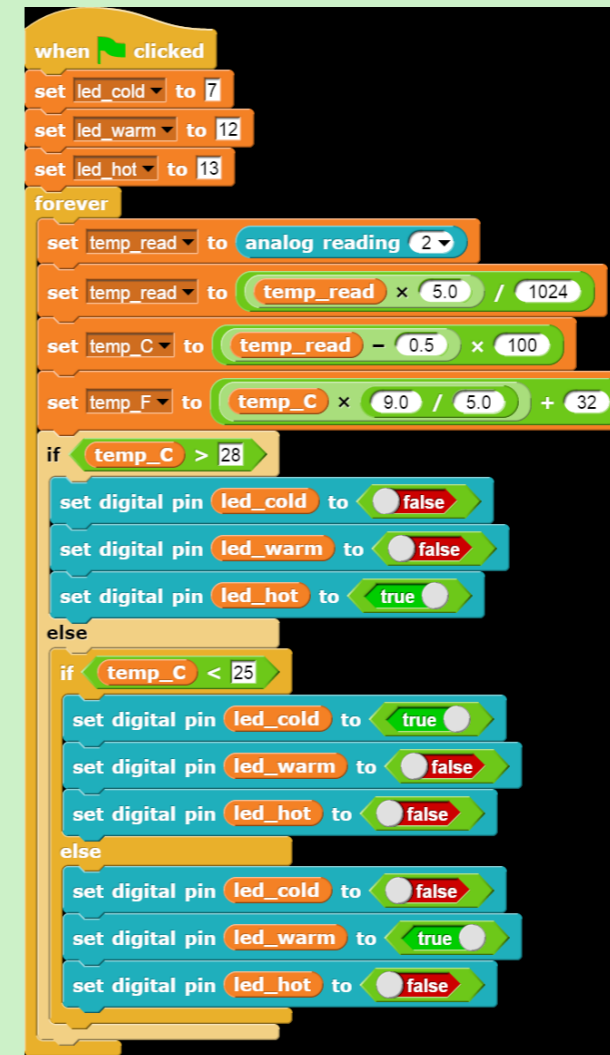 when clicked
set led_cold to 7
set led_warm to 12
set led_hot to 13
forever
set temp_read to analog reading 2
set temp_read to temp_read × 5.0 / 1024
set temp_C to temp_read - 0.5 × 100
set temp_F to temp_C × 9.0 / 5.0 + 32
if temp_C > 28
set digital pin led_cold to false
set digital pin led_warm to false
set digital pin led_hot to true
else
if temp_C < 25
set digital pin led_cold to true
set digital pin led_warm to false
set digital pin led_hot to false
else
set digital pin led_cold to false
set digital pin led_warm to true
set digital pin led_hot to false